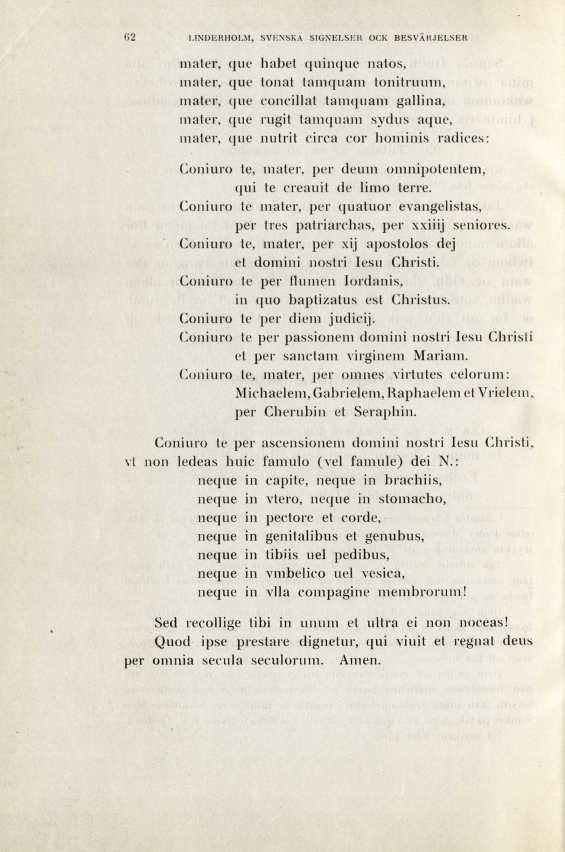 62 LINDERHOLM, SVENSKA SIGNELSER OCK BESVÄRJELSER
mater, que habet quinque natos,
mater, que tonat tamquam tonitruum,
mater, que concillat tamquam gallina,
mater, que rugit tamquam sydus aque,
mater, que nutrit circa cor hominis radices:
Coniuro te, mater, per deum omnipotentem,
qui te creauit de limo terre.
Coniuro te mater, per quatuor evangelistas,
per tres patriarchas, per xxiiij seniores.
Coniuro te, mater, per xij apostolos dej
et domini nostri Iesu Christi.
Coniuro te per flumen Iordanis,
in quo baptizatus est Christus.
Coniuro te per diem judicij.
Coniuro te per passionem domini nostri Iesu Christi
et per sanctam virginem Mariam.
Coniuro te, mater, per omnes virtutes celorum:
Michaelem, Gabrielem, Raphaelem et Vrielem,
per Cherubin et Seraphin.
Coniuro te per ascensionem domini nostri Iesu Christi,
vt non ledeas huic famulo (vel famule) dei N.:
neque in capite, neque in brachiis,
neque in vtero, neque in stomacho,
neque in pectore et corde,
neque in genitalibus et genubus,
neque in tibiis uel pedibus,
neque in vmbelico uel vesica,
neque in vlla compagine membrorum!
Sed recollige tibi in unum et ultra ei non noceas!
Quod ipse prestare dignetur, qui viuit et regnat deus
per omnia secula seculorum. Amen.